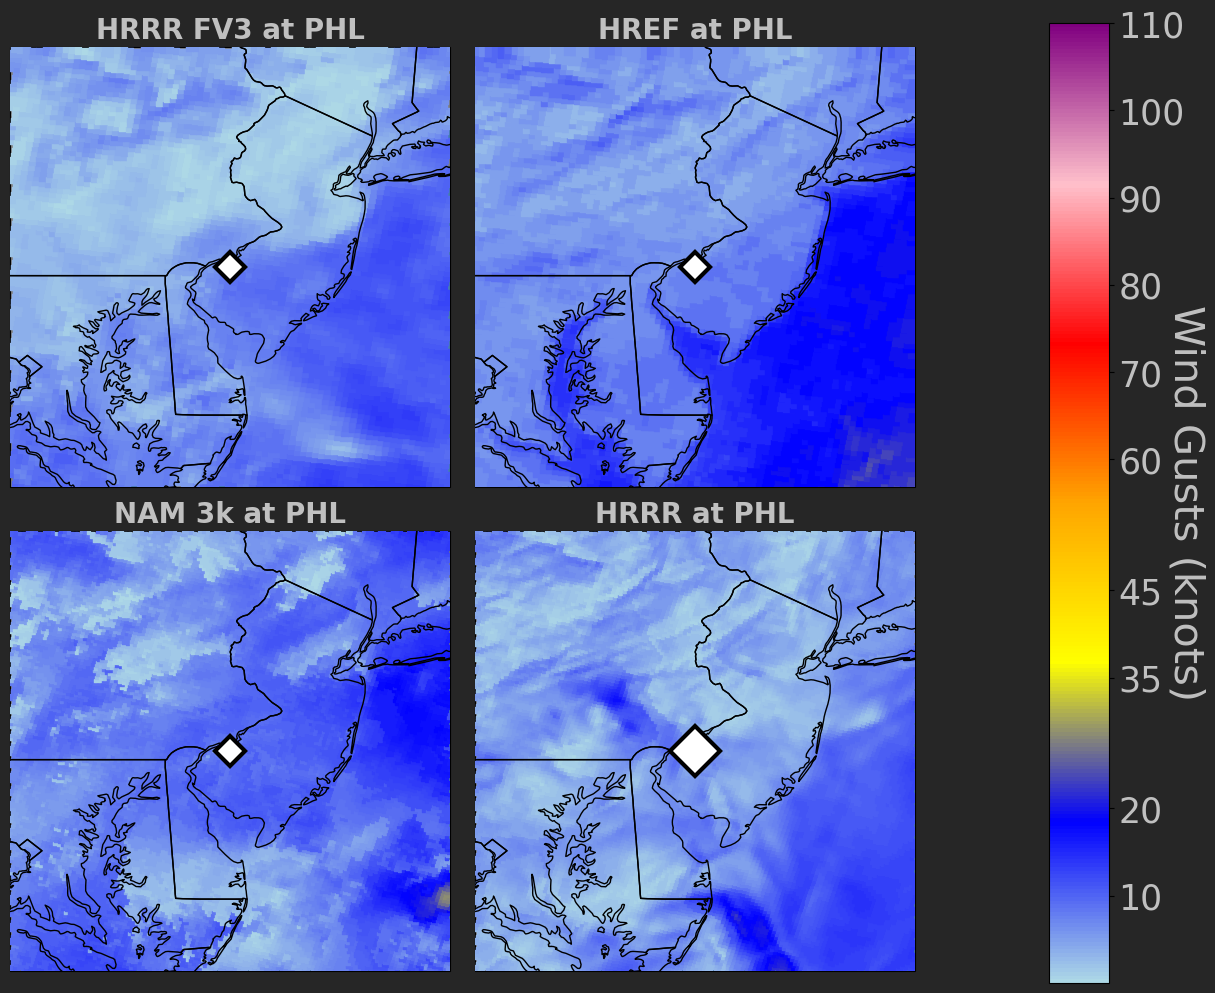 HRRR FV3 at PHL
HREF at PHL
NAM 3k at PHL
HRRR at PHL
110
100
90
80
70
60
45
35
20
10
Wind Gusts (knots)